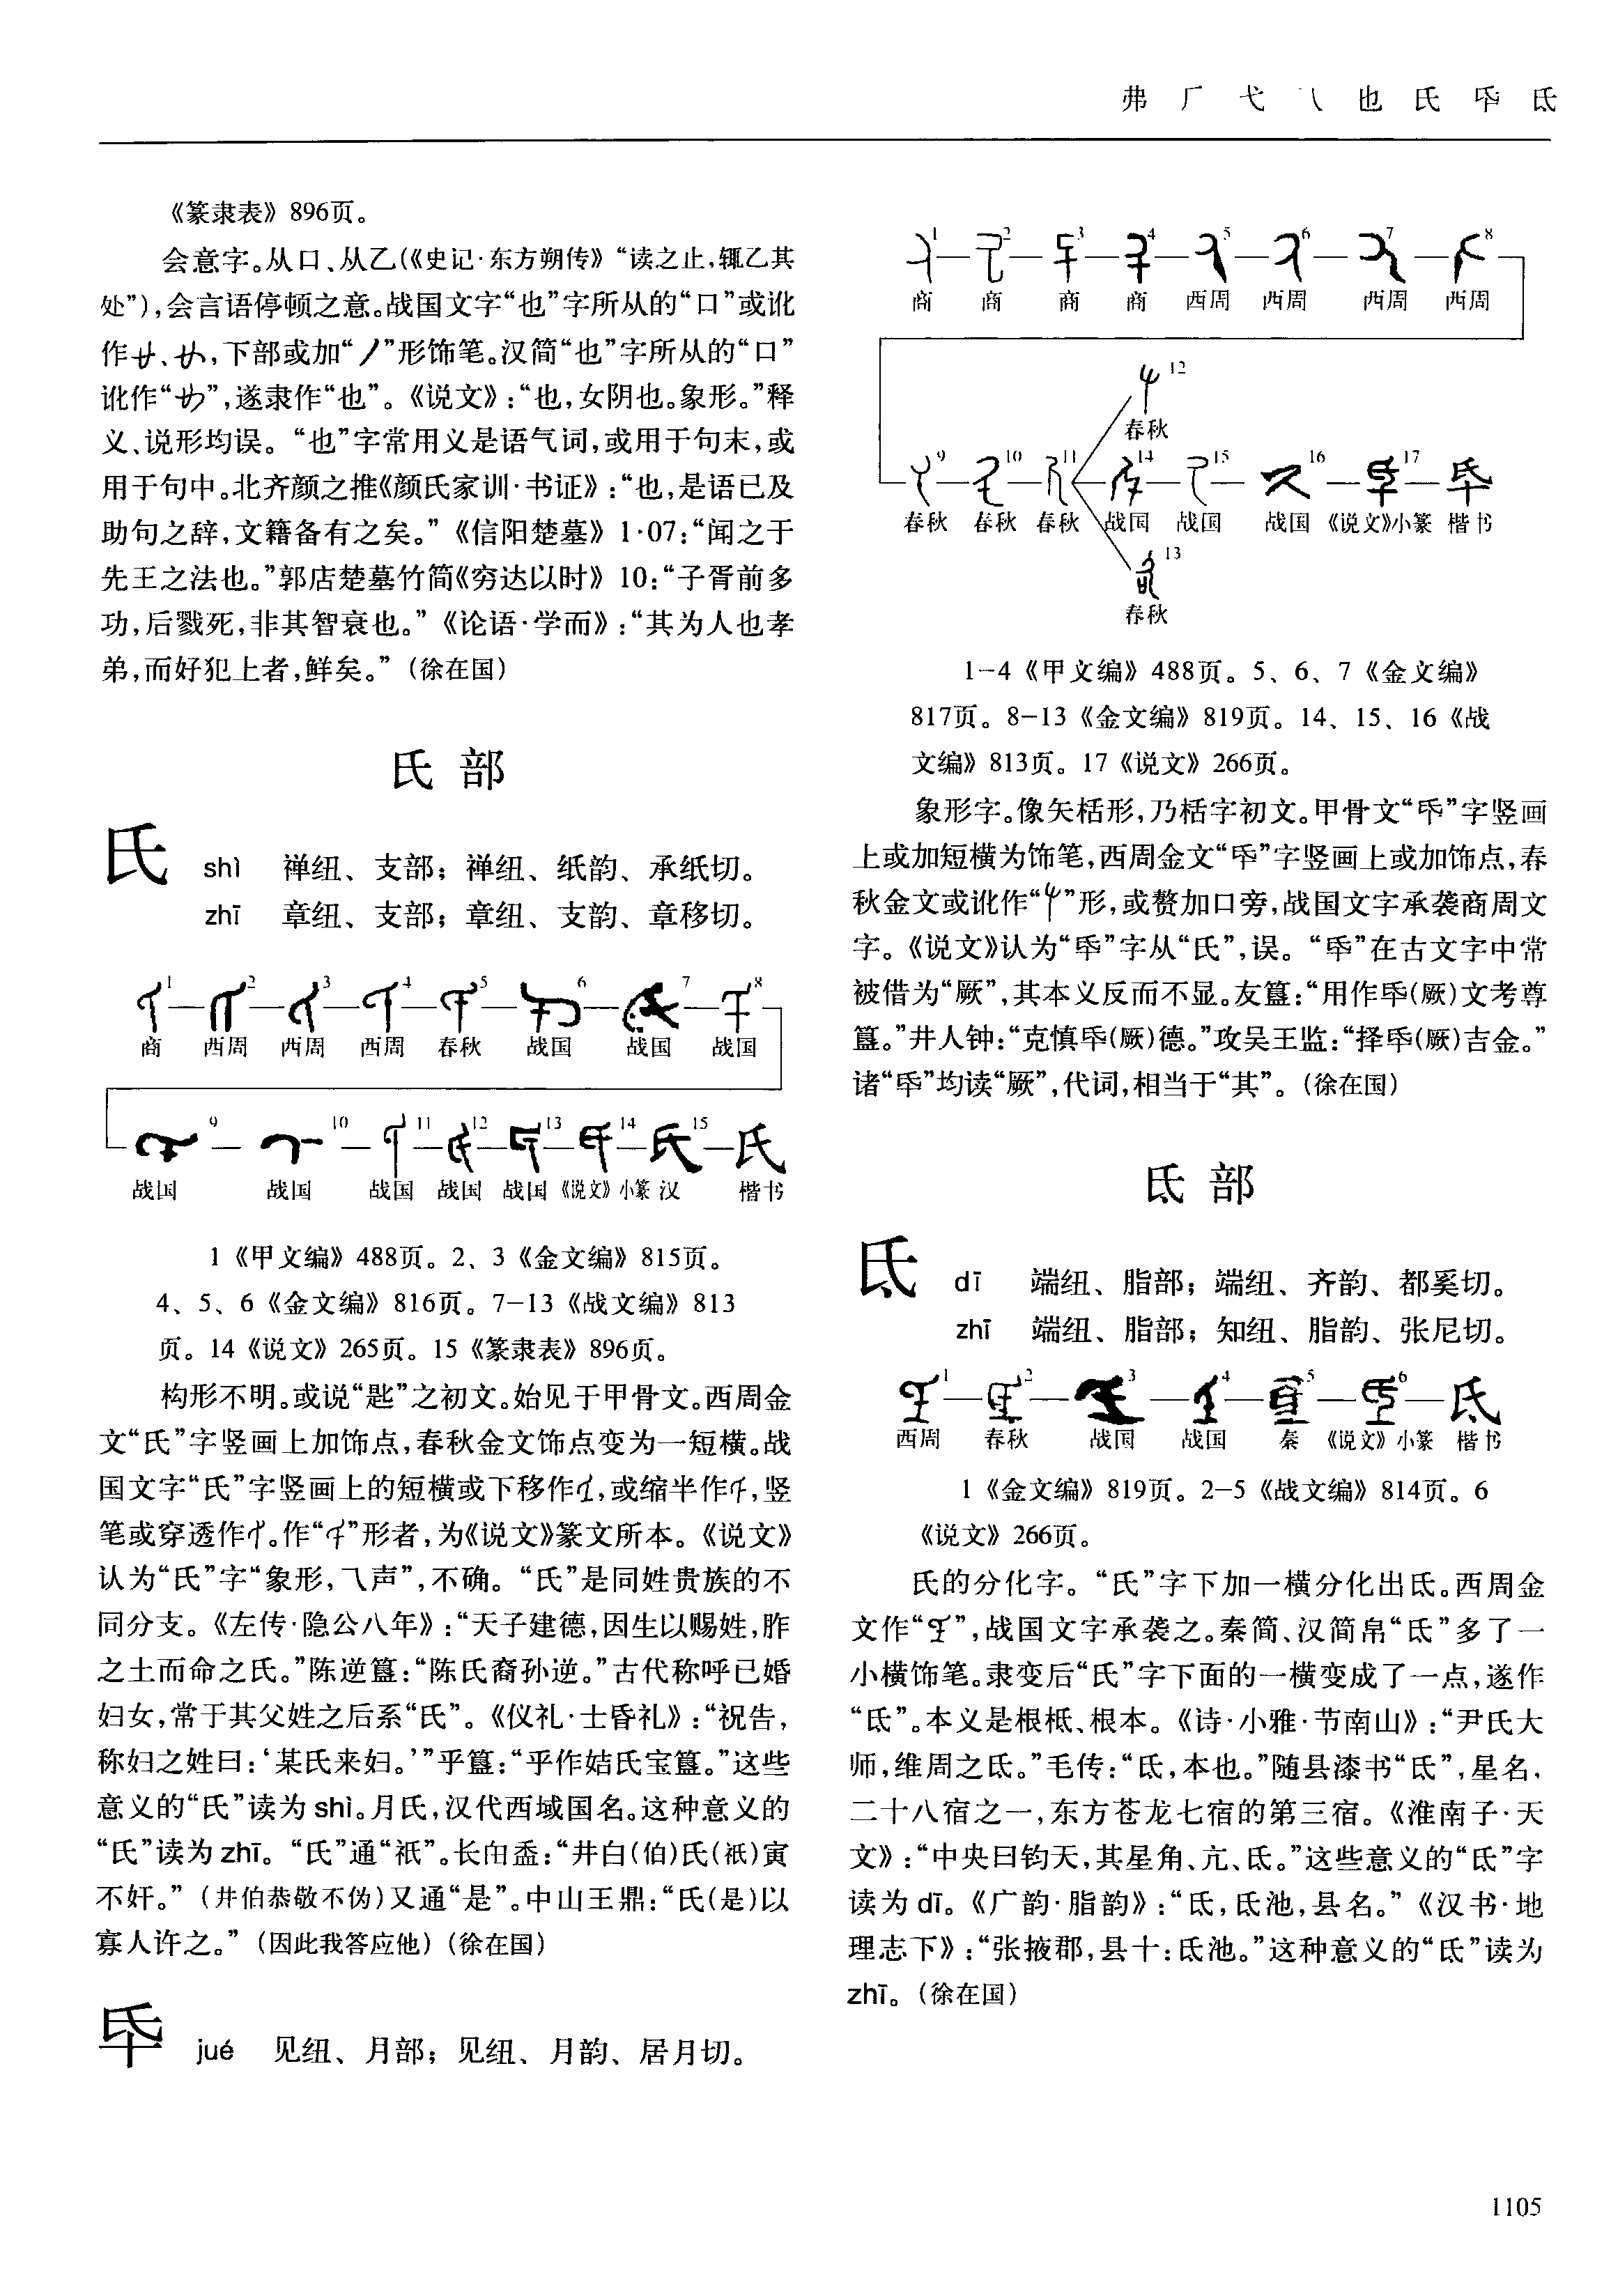 弗 厂 弋 乁 也 氏 氒 氐
《篆隶表》896页。
会意字。从口、从乙(《史记·东方朔传》“读之止,辄乙其
处”),会言语停顿之意。战国文字“也”字所从的“口”或讹
作、,下部或加“丿”形饰笔。汉简“也”字所从的“口”
讹作“”,遂隶作“也”。《说文》:“也,女阴也。象形。”释
义、说形均误。“也”字常用义是语气词,或用于句末,或
用于句中。北齐颜之推《颜氏家训·书证》:“也,是语已及
助句之辞,文籍备有之矣。”《信阳楚墓》1·07:“闻之于
先王之法也。”郭店楚墓竹简《穷达以时》10:“子胥前多
功,后戮死,非其智衰也。”《论语·学而》:“其为人也孝
弟,而好犯上者,鲜矣。”(徐在国)
氏 部
氏 shì 禅纽、支部;禅纽、纸韵、承纸切。
zhī 章纽、支部;章纽、支韵、章移切。
1 2 3 4 5 6 7 8
商 西周 西周 西周 春秋 战国 战国 战国
9 10 11 12 13 14 15 氏
战国 战国 战国 战国 战国 《说文》小篆 汉 楷书
1《甲文编》488页。2、3《金文编》815页。
4、5、6《金文编》816页。7-13《战文编》813
页。14《说文》265页。15《篆隶表》896页。
构形不明。或说“匙”之初文。始见于甲骨文。西周金
文“氏”字竖画上加饰点,春秋金文饰点变为一短横。战
国文字“氏”字竖画上的短横或下移作,或缩半作,竖
笔或穿透作。作“”形者,为《说文》篆文所本。《说文》
认为“氏”字“象形,乁声”,不确。“氏”是同姓贵族的不
同分支。《左传·隐公八年》:“天子建德,因生以赐姓,胙
之土而命之氏。”陈逆簋:“陈氏裔孙逆。”古代称呼已婚
妇女,常于其父姓之后系“氏”。《仪礼·士昏礼》:“祝告,
称妇之姓曰:‘某氏来妇。’”乎簋:“乎作姞氏宝簋。”这些
意义的“氏”读为shì。月氏,汉代西域国名。这种意义的
“氏”读为zhī。“氏”通“祇”。长甶盉:“井白(伯)氏(祇)寅
不奸。”(井伯恭敬不伪)又通“是”。中山王鼎:“氏(是)以
寡人许之。”(因此我答应他)(徐在国)
氒 jué 见纽、月部;见纽、月韵、居月切。
1 2 3 4 5 6 7 8
商 商 商 商 西周 西周 西周 西周
12
春秋
9 10 11 14 15 16 17 氒
春秋 春秋 春秋 战国 战国 战国 《说文》小篆 楷书
13
春秋
1-4《甲文编》488页。5、6、7《金文编》
817页。8-13《金文编》819页。14、15、16《战
文编》813页。17《说文》266页。
象形字。像矢栝形,乃栝字初文。甲骨文“氒”字竖画
上或加短横为饰笔,西周金文“氒”字竖画上或加饰点,春
秋金文或讹作“”形,或赘加口旁,战国文字承袭商周文
字。《说文》认为“氒”字从“氏”,误。“氒”在古文字中常
被借为“厥”,其本义反而不显。友簋:“用作氒(厥)文考尊
簋。”井人钟:“克慎氒(厥)德。”攻吴王监:“择氒(厥)吉金。”
诸“氒”均读“厥”,代词,相当于“其”。(徐在国)
氐 部
氐 dī 端纽、脂部;端纽、齐韵、都奚切。
zhī 端纽、脂部;知纽、脂韵、张尼切。
1 2 3 4 5 6 氐
西周 春秋 战国 战国 秦 《说文》小篆 楷书
1《金文编》819页。2-5《战文编》814页。6
《说文》266页。
氏的分化字。“氏”字下加一横分化出氐。西周金
文作“”,战国文字承袭之。秦简、汉简帛“氐”多了一
小横饰笔。隶变后“氐”字下面的一横变成了一点,遂作
“氐”。本义是根柢、根本。《诗·小雅·节南山》:“尹氏大
师,维周之氐。”毛传:“氐,本也。”随县漆书“氐”,星名,
二十八宿之一,东方苍龙七宿的第三宿。《淮南子·天
文》:“中央曰钧天,其星角、亢、氐。”这些意义的“氐”字
读为dī。《广韵·脂韵》:“氐,氐池,县名。”《汉书·地
理志下》:“张掖郡,县十:氐池。”这种意义的“氐”读为
zhī。(徐在国)
1105